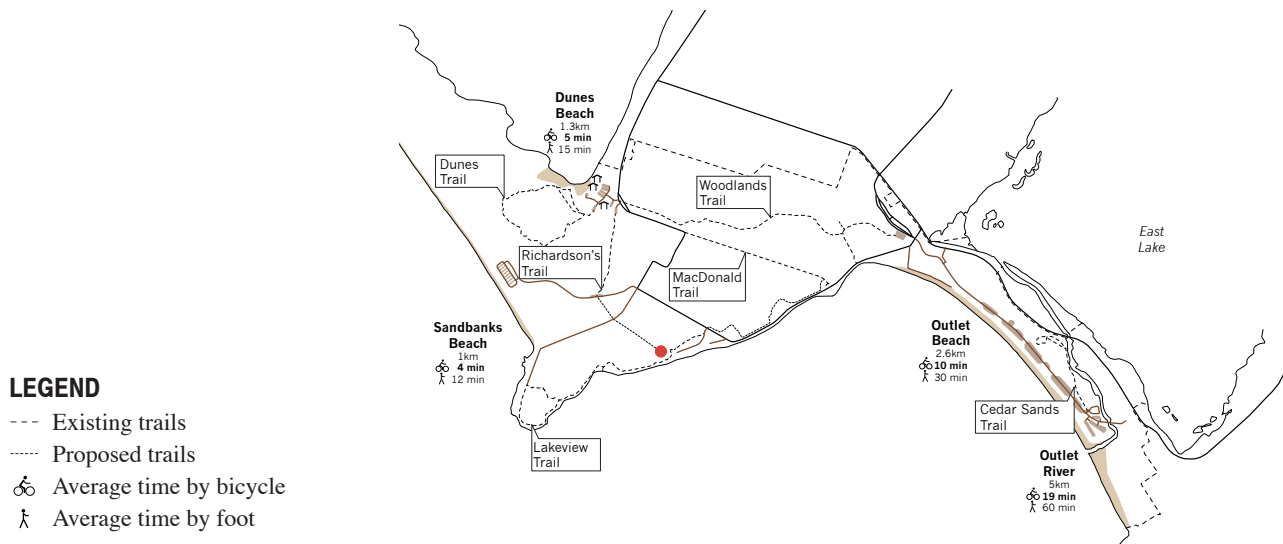 Dunes
Beach
1.3km
5 min
15 min
Dunes
Trail
Woodlands
Trail
East
Lake
Richardson's
Trail
MacDonald
Trail
Sandbanks
Beach
1km
4 min
12 min
Outlet
Beach
2.6km
10 min
30 min
Cedar Sands
Trail
Lakeview
Trail
Outlet
River
5km
19 min
60 min
LEGEND
Existing trails
Proposed trails
Average time by bicycle
Average time by foot